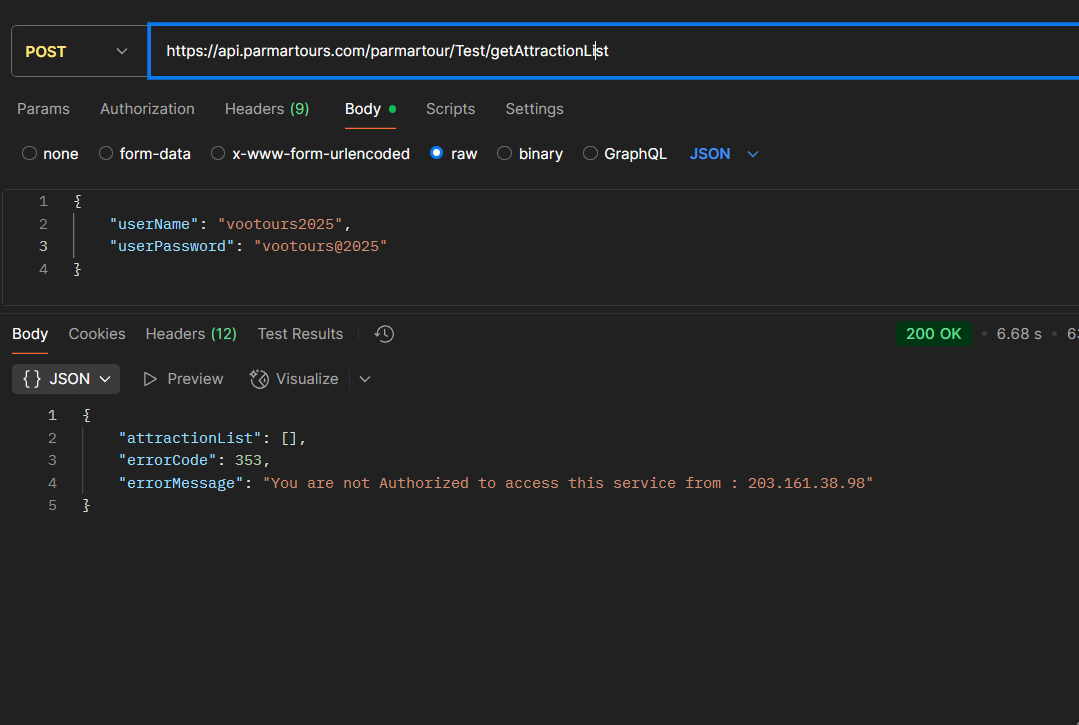 POST https://api.parmartours.com/parmartour/Test/getAttractionList
Params Authorization Headers (9) Body Scripts Settings
none form-data x-www-form-urlencoded raw binary GraphQL JSON
1 {
2 "userName": "vootours2025",
3 "userPassword": "vootours@2025"
4 }
Body Cookies Headers (12) Test Results 200 OK 6.68 s
{} JSON Preview Visualize
1 {
2 "attractionList": [],
3 "errorCode": 353,
4 "errorMessage": "You are not Authorized to access this service from : 203.161.38.98"
5 }